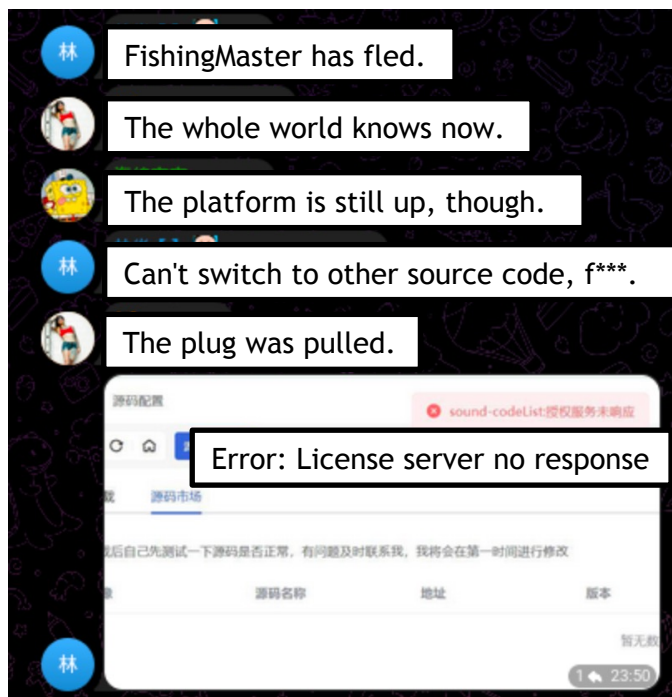 林
FishingMaster has fled.
The whole world knows now.
The platform is still up, though.
林
Can't switch to other source code, f***.
The plug was pulled.
源码配置
sound-codeList:授权服务未响应
Error: License server no response
源码市场
后自己先测试一下源码是否正常，有问题及时联系我，我将会在第一时间进行修改
源码名称
地址
版本
暂无数
林
1
23:50